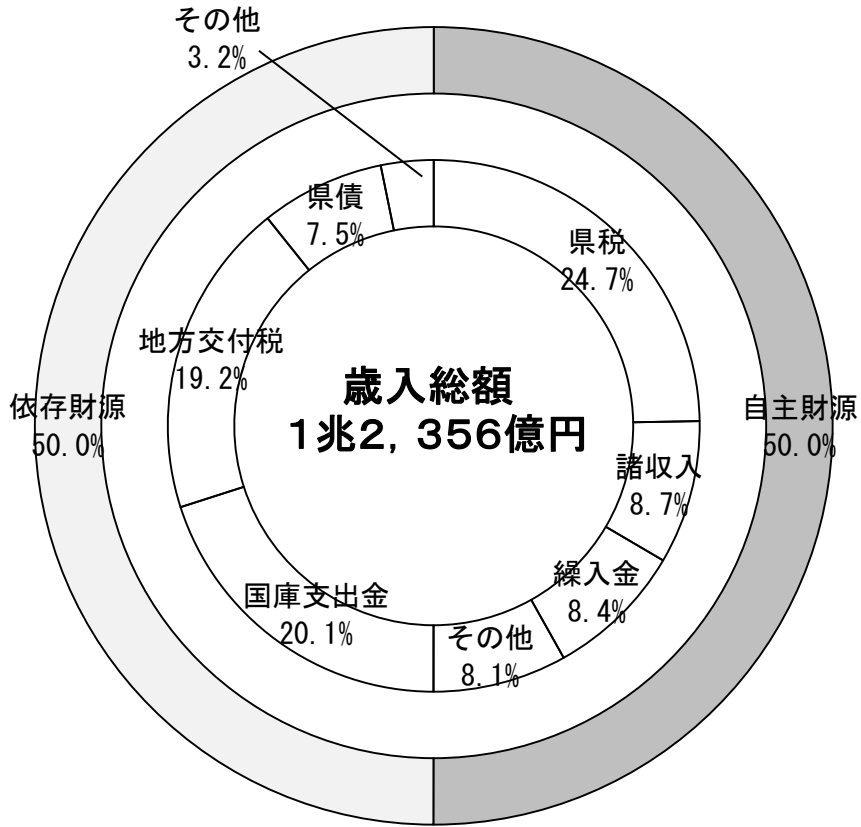 その他
3.2%
県債
7.5%
県税
24.7%
地方交付税
19.2%
歳入総額
1兆2,356億円
依存財源
50.0%
自主財源
50.0%
諸収入
8.7%
繰入金
8.4%
国庫支出金
20.1%
その他
8.1%